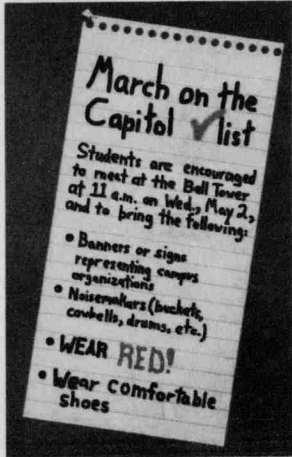 March on the
Capitol ✓list
Students are encouraged
to meet at the Bell Tower
at 11 a.m. on Wed., May 2,
and to bring the following:
• Banners or signs
representing campus
organizations
• Noisemakers (buckets,
cowbells, drums, etc.)
• WEAR RED!
• Wear comfortable
shoes